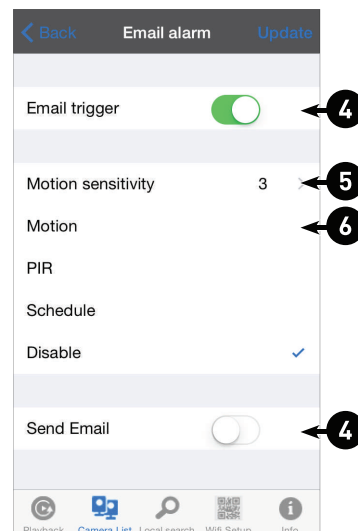 Back Email alarm Update
Email trigger
4
Motion sensitivity 3
5
Motion
6
PIR
Schedule
Disable
Send Email
4
Playback Camera List Local search Wifi Setup Info